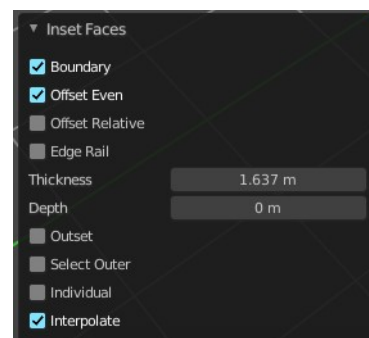 Inset Faces
Boundary
Offset Even
Offset Relative
Edge Rail
Thickness 1.637 m
Depth 0 m
Outset
Select Outer
Individual
Interpolate